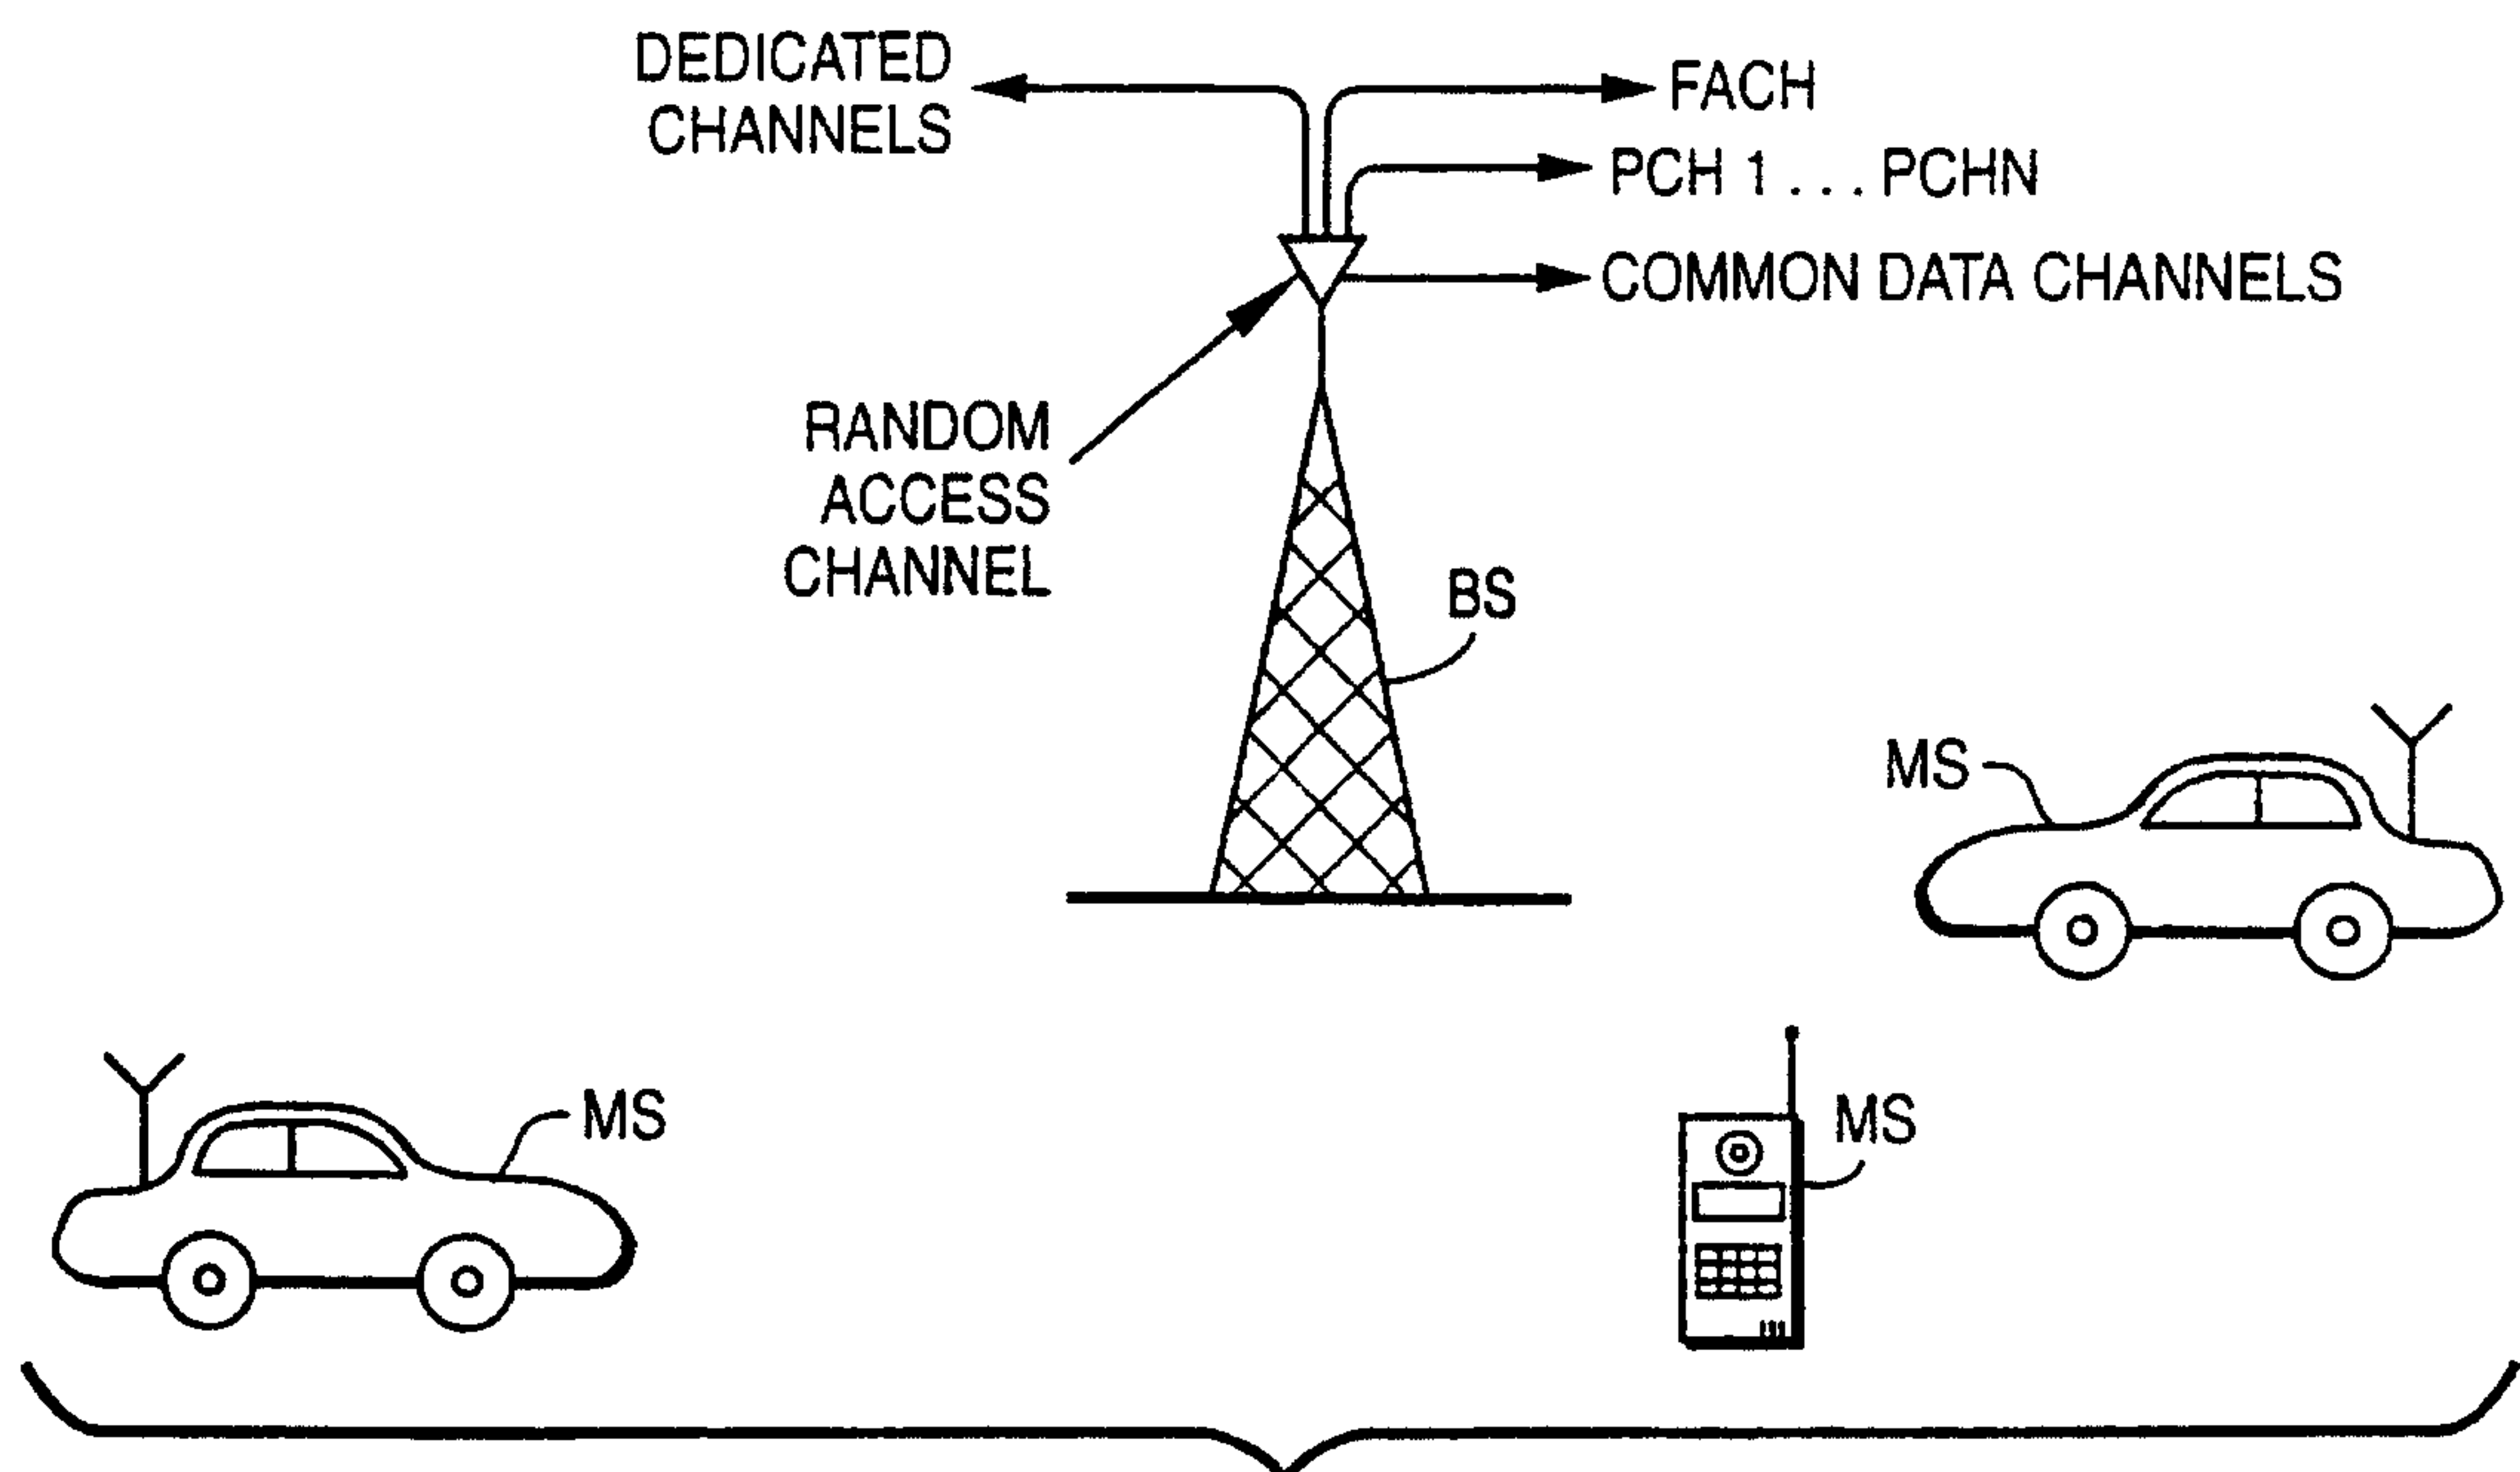 DEDICATED
CHANNELS
FACH
PCH 1 . . . PCHN
COMMON DATA CHANNELS
RANDOM
ACCESS
CHANNEL
BS
MS
MS
MS